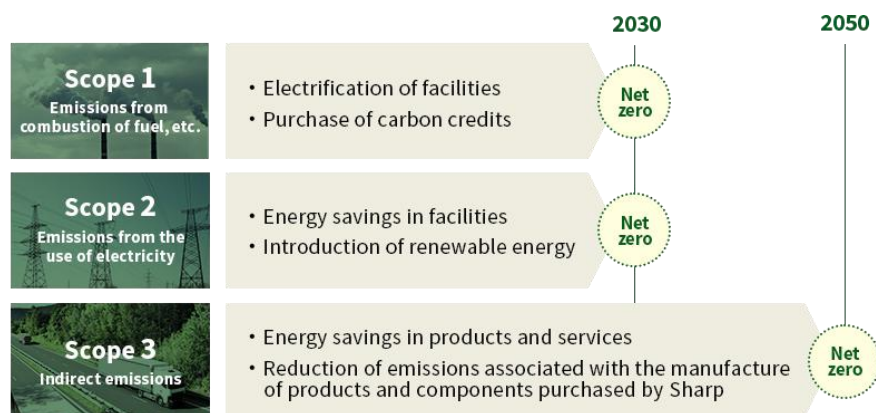 2030
2050
Scope 1
Emissions from
combustion of fuel, etc.
・Electrification of facilities
・Purchase of carbon credits
Net
zero
Scope 2
Emissions from the
use of electricity
・Energy savings in facilities
・Introduction of renewable energy
Net
zero
Scope 3
Indirect emissions
・Energy savings in products and services
・Reduction of emissions associated with the manufacture
of products and components purchased by Sharp
Net
zero